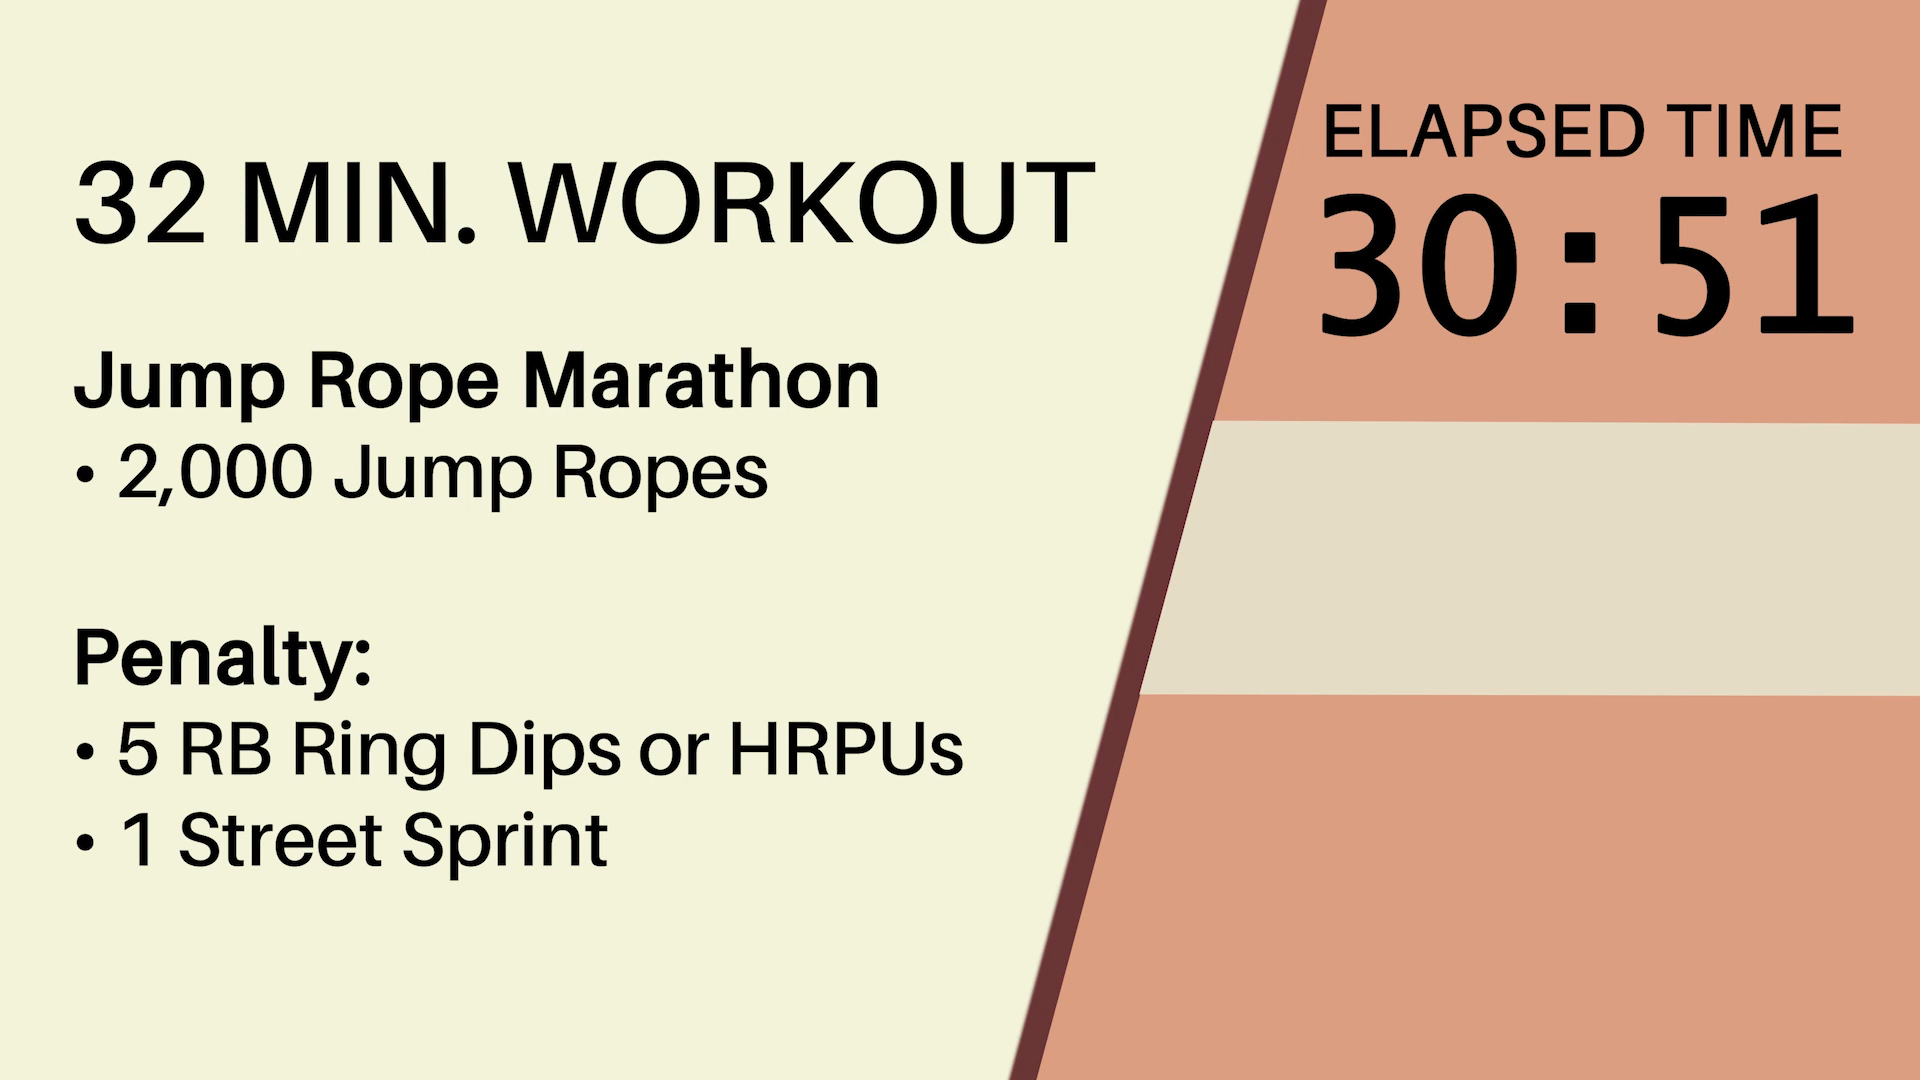 32 MIN. WORKOUT
Jump Rope Marathon
• 2,000 Jump Ropes
Penalty:
• 5 RB Ring Dips or HRPUs
• 1 Street Sprint
ELAPSED TIME
30:51